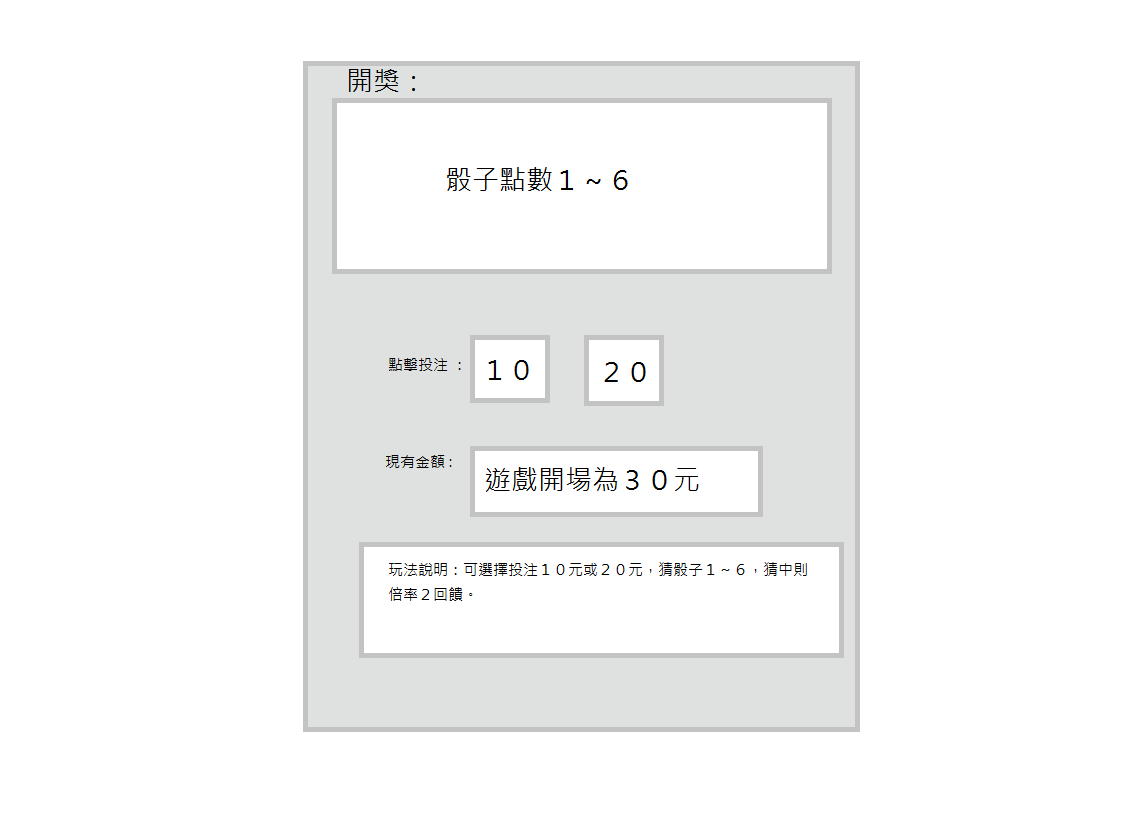 開獎：
骰子點數１～６
點擊投注 ：
１０
２０
現有金額：
遊戲開場為３０元
玩法說明：可選擇投注１０元或２０元，猜骰子１～６，猜中則
倍率２回饋。